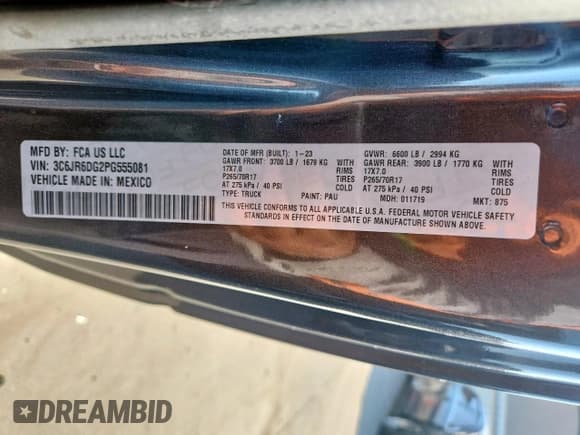 MFD BY: FCA US LLC
VIN: 3C6JR6DG2PG555081
VEHICLE MADE IN: MEXICO
DATE OF MFR (BUILT): 1-23
GAWR FRONT: 3700 LB / 1679 KG WITH
17X7.0 RIMS
P265/70R17 TIRES
AT 275 kPa / 40 PSI COLD
TYPE: TRUCK PAINT: PAU
GVWR: 6600 LB / 2994 KG
GAWR REAR: 3900 LB / 1770 KG WITH
17X7.0 RIMS
P265/70R17 TIRES
AT 275 kPa / 40 PSI COLD
MDH: 011719 MKT: 875
THIS VEHICLE CONFORMS TO ALL APPLICABLE U.S.A. FEDERAL MOTOR VEHICLE SAFETY
STANDARDS IN EFFECT ON THE DATE OF MANUFACTURE SHOWN ABOVE.
DREAMBID